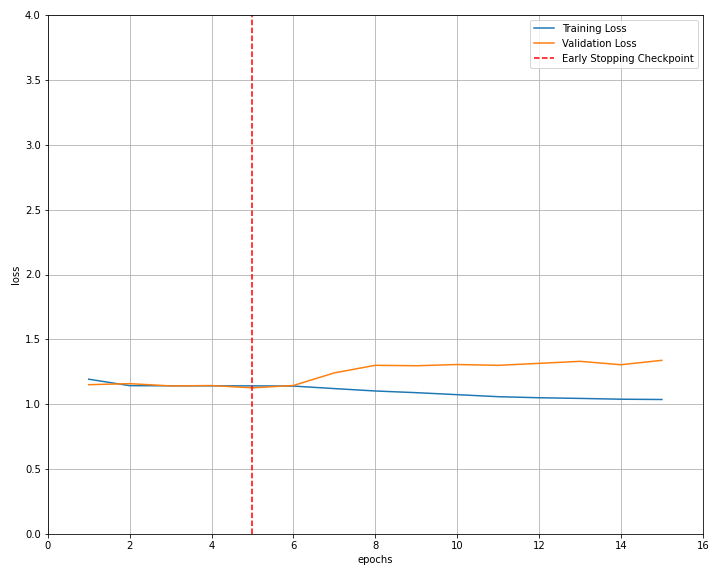 4.0
3.5
3.0
2.5
2.0
1.5
1.0
0.5
0.0
loss
Training Loss
Validation Loss
Early Stopping Checkpoint
0 2 4 6 8 10 12 14 16
epochs